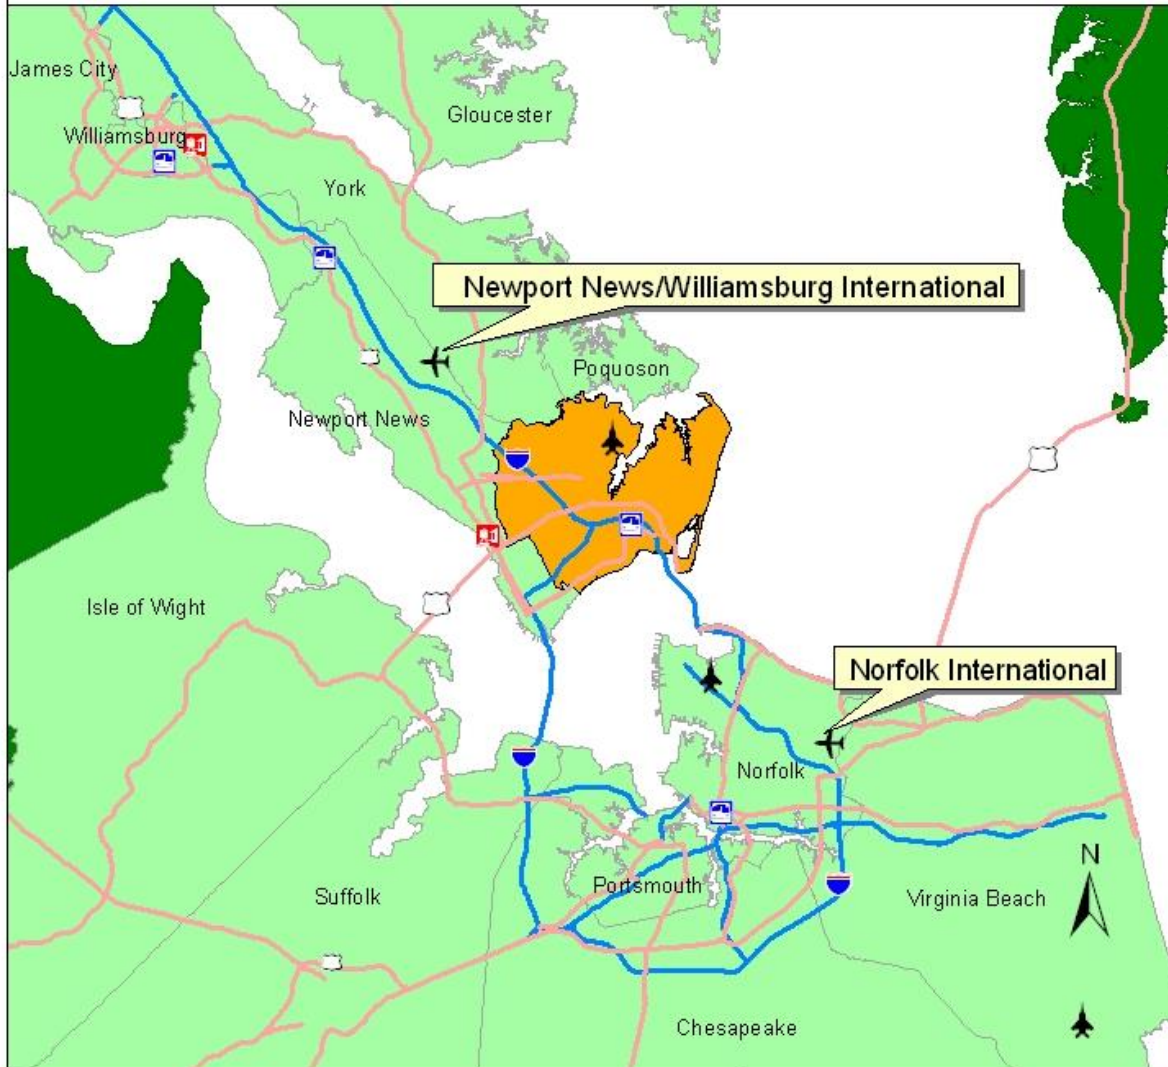 James City
Gloucester
Williamsburg
York
Newport News/Williamsburg International
Poquoson
Newport News
Isle of Wight
Norfolk International
Norfolk
N
Portsmouth
Suffolk
Virginia Beach
Chesapeake